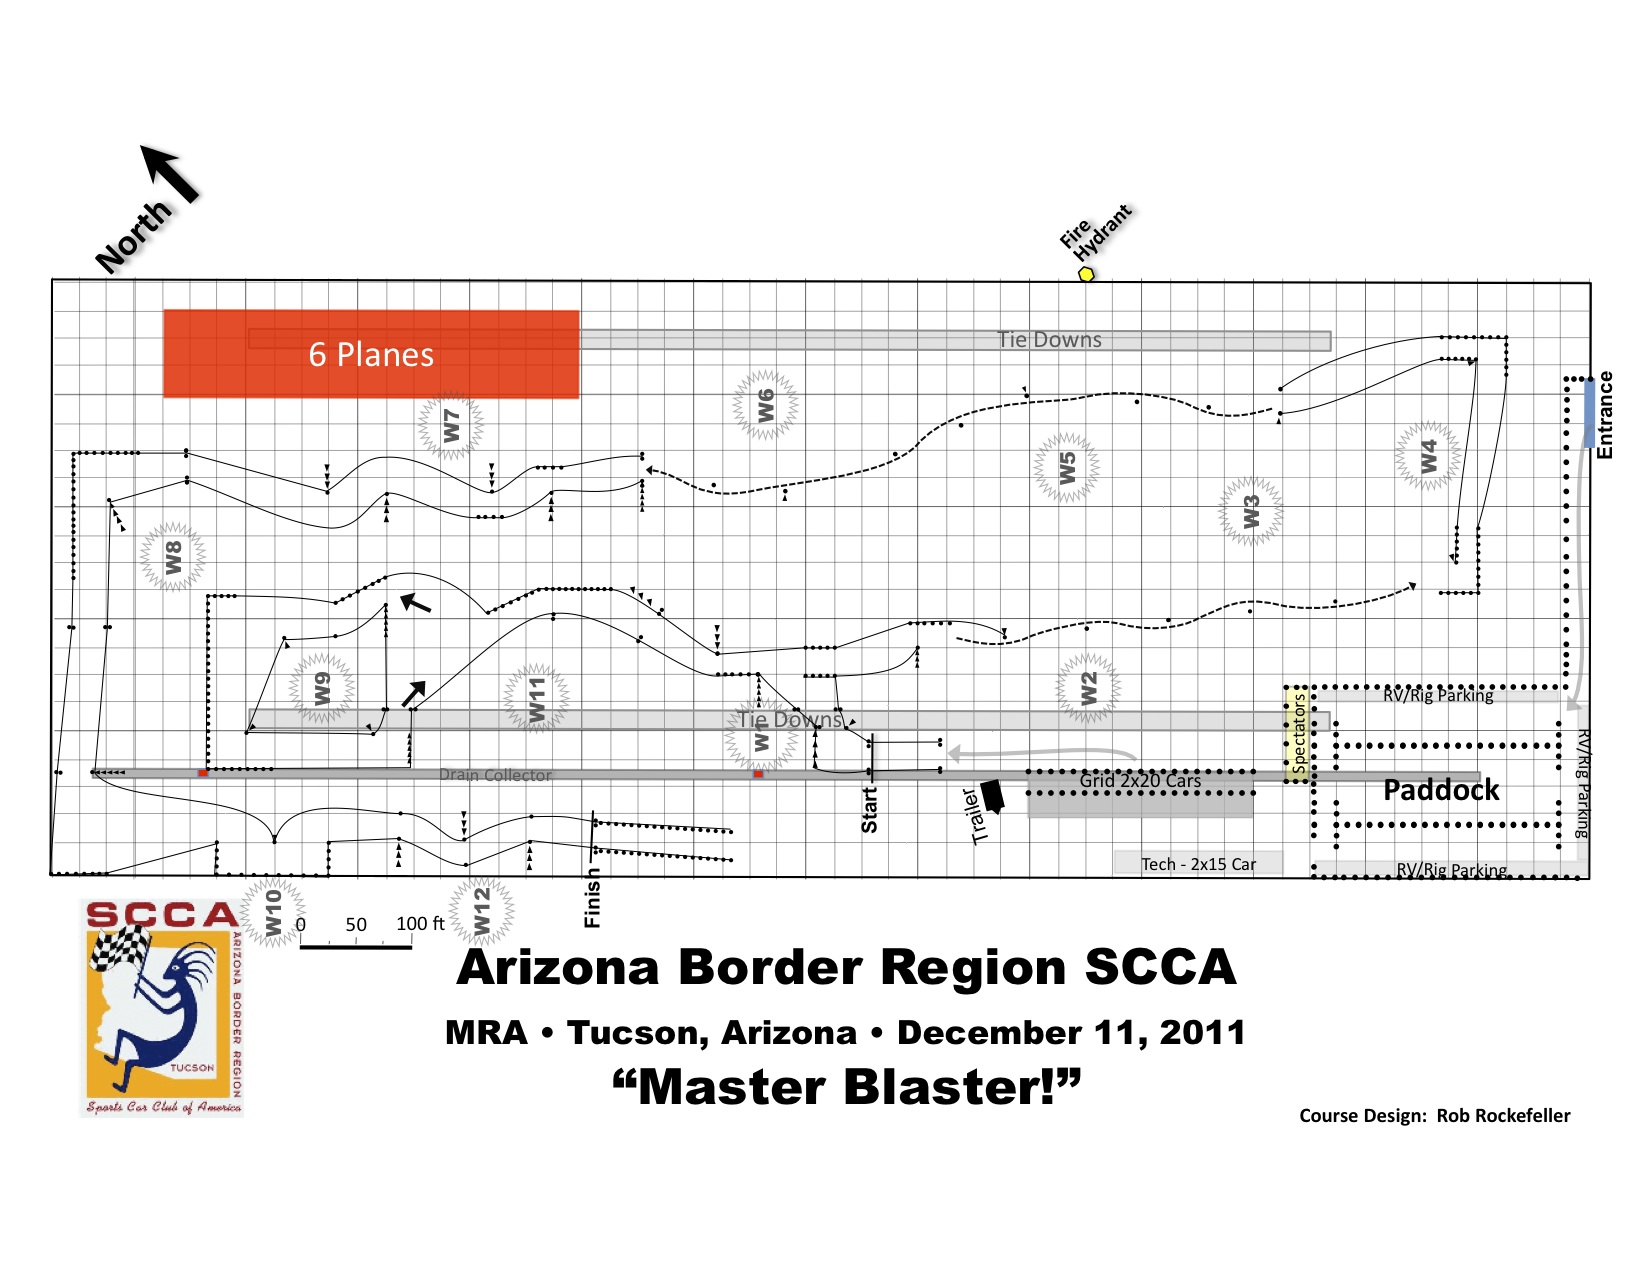 North
Fire
Hydrant
6 Planes
Tie Downs
Entrance
W7
W6
W5
W4
W3
W8
W9
W11
W2
W1
Tie Downs
RV/Rig Parking
Spectators
RV/Rig Parking
Drain Collector
Grid 2x20 Cars
Paddock
Start
Trailer
Tech - 2x15 Car
RV/Rig Parking
Finish
W10
W12
0 50 100 ft
SCCA
ARIZONA BORDER REGION
TUCSON
Sports Car Club of America
Arizona Border Region SCCA
MRA • Tucson, Arizona • December 11, 2011
“Master Blaster!”
Course Design: Rob Rockefeller